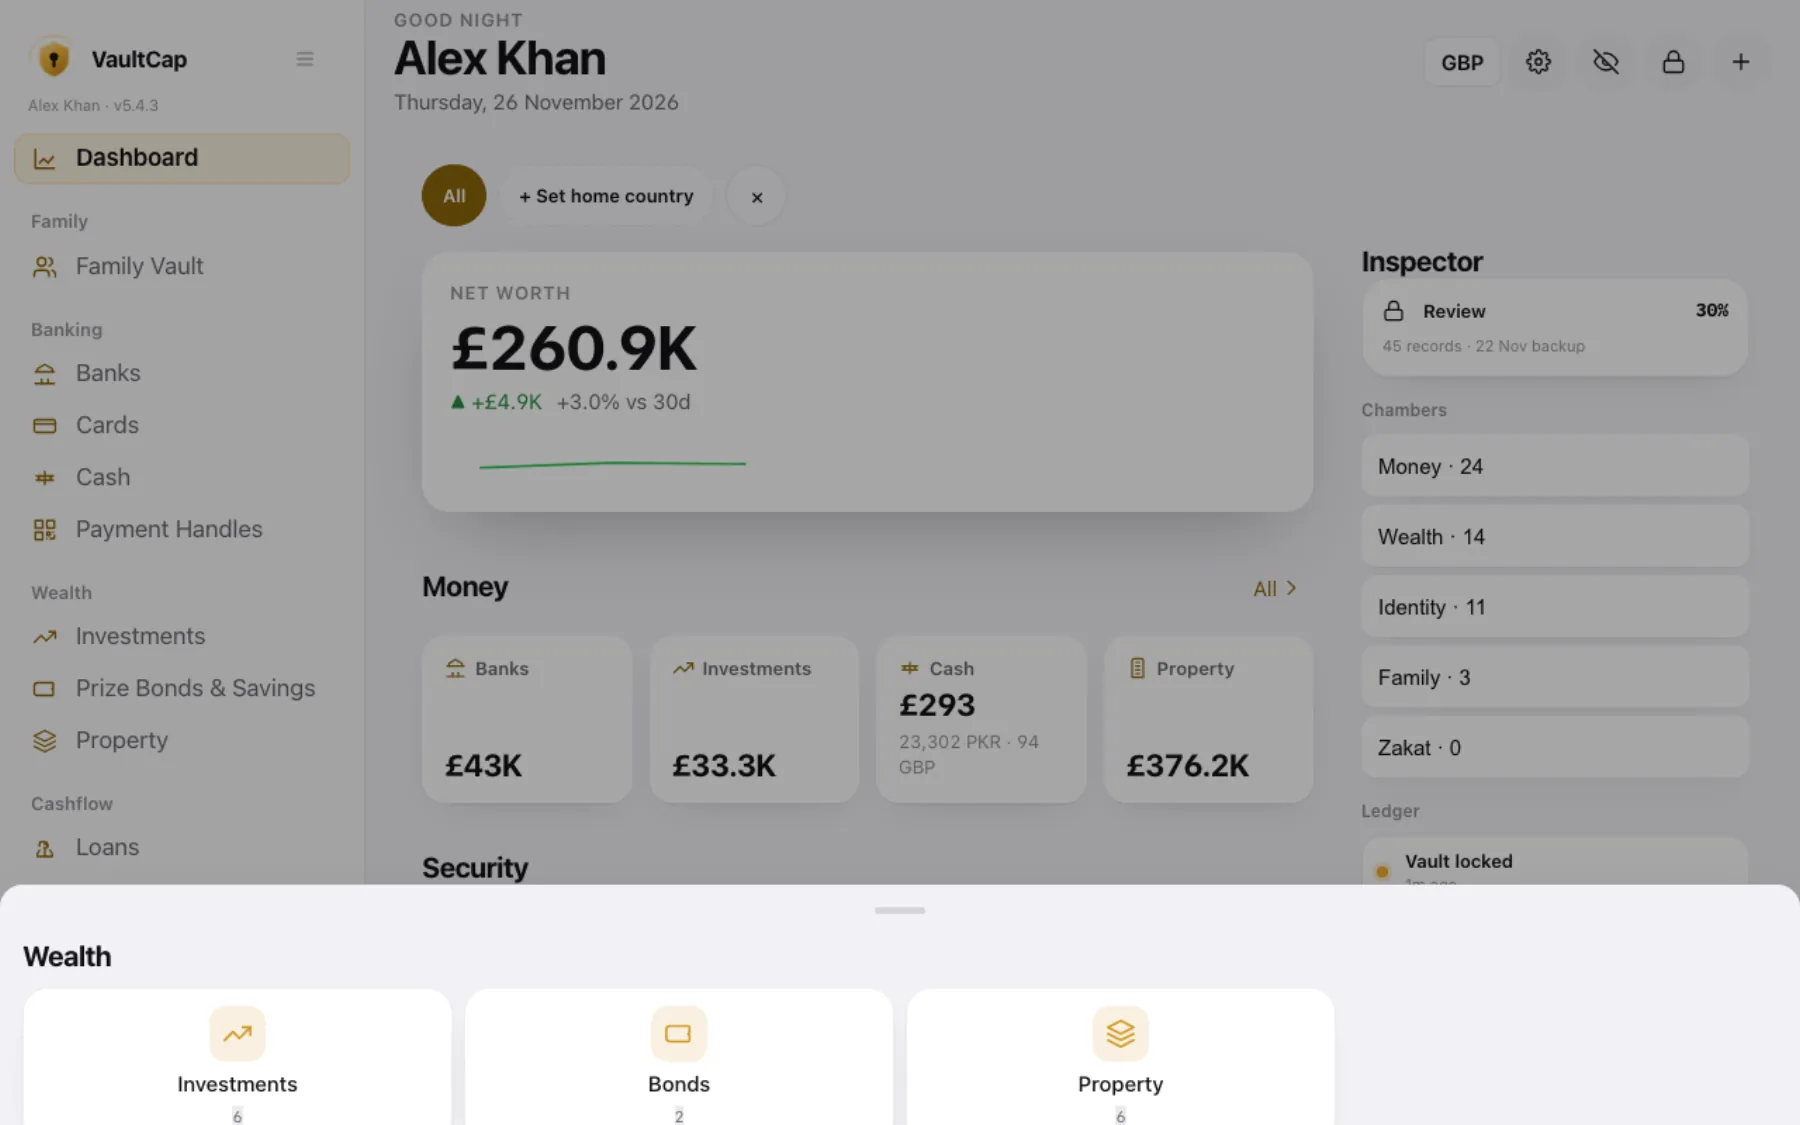 VaultCap
Alex Khan · v5.4.3
Dashboard
Family
Family Vault
Banking
Banks
Cards
Cash
Payment Handles
Wealth
Investments
Prize Bonds & Savings
Property
Cashflow
Loans
GOOD NIGHT
Alex Khan
Thursday, 26 November 2026
GBP
All
+ Set home country
NET WORTH
£260.9K
▲ +£4.9K +3.0% vs 30d
Money
All
Banks
£43K
Investments
£33.3K
Cash
£293
23,302 PKR · 94
GBP
Property
£376.2K
Security
Inspector
Review
30%
45 records · 22 Nov backup
Chambers
Money · 24
Wealth · 14
Identity · 11
Family · 3
Zakat · 0
Ledger
Vault locked
1m ago
Wealth
Investments
6
Bonds
2
Property
6